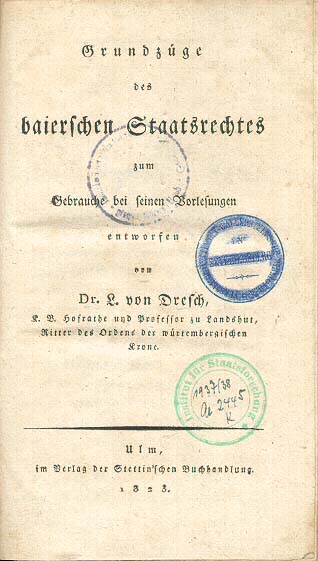 Grundzüge
des
baierschen Staatsrechtes
zum
Gebrauche bei seinen Vorlesungen
entworfen
von
Dr. L. von Dresch,
K. B. Hofrathe und Professor zu Landshut,
Ritter des Ordens der würtembergischen
Krone.
Institut für Staatsforschung
1937/38
2445
K
Ulm,
im Verlag der Stettin'schen Buchhandlung.
1823.